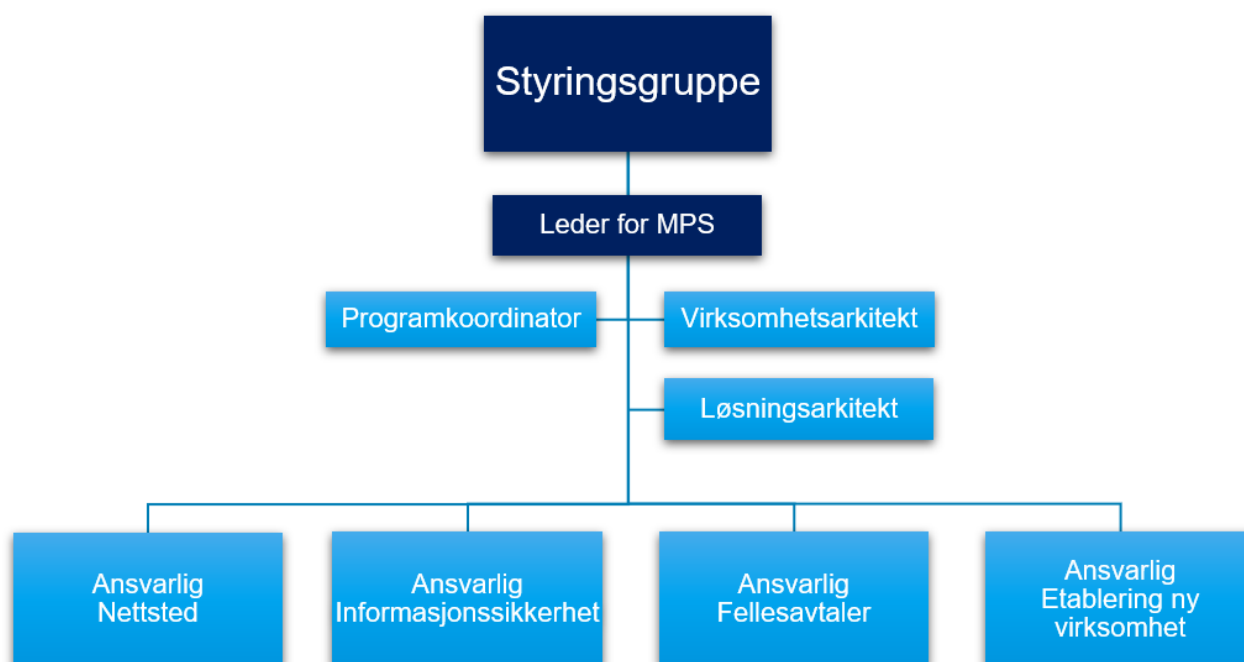 Styringsgruppe
Leder for MPS
Programkoordinator
Virksomhetsarkitekt
Løsningsarkitekt
Ansvarlig
Nettsted
Ansvarlig
Informasjonssikkerhet
Ansvarlig
Fellesavtaler
Ansvarlig
Etablering ny
virksomhet